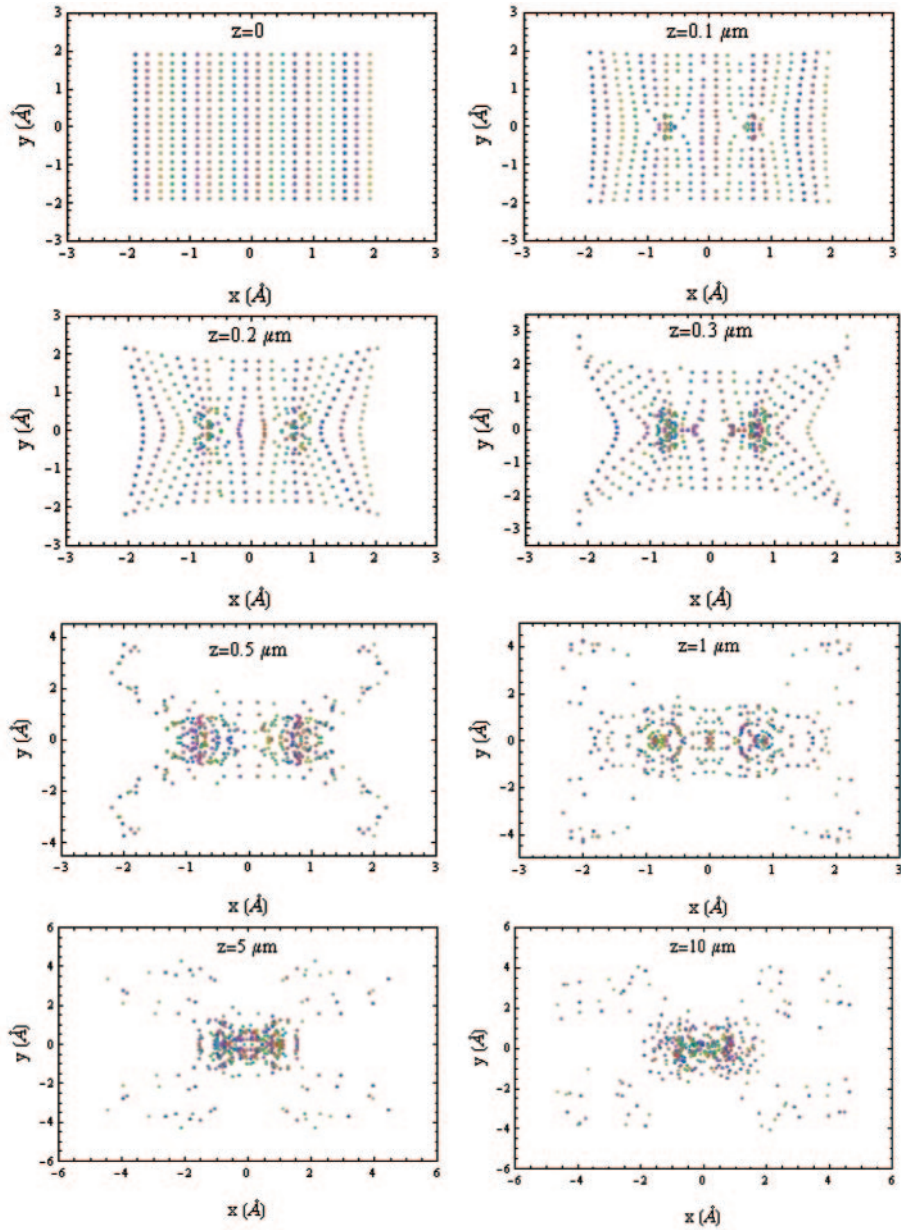 z=0
z=0.1 μm
3
2
1
0
-1
-2
-3
y (Å)
-3 -2 -1 0 1 2 3
x (Å)
3
2
1
0
-1
-2
-3
y (Å)
-3 -2 -1 0 1 2 3
x (Å)
z=0.2 μm
z=0.3 μm
3
2
1
0
-1
-2
-3
y (Å)
-3 -2 -1 0 1 2 3
x (Å)
3
2
1
0
-1
-2
-3
y (Å)
-3 -2 -1 0 1 2 3
x (Å)
z=0.5 μm
z=1 μm
4
2
0
-2
-4
y (Å)
-3 -2 -1 0 1 2 3
x (Å)
4
2
0
-2
-4
y (Å)
-3 -2 -1 0 1 2 3
x (Å)
z=5 μm
z=10 μm
6
4
2
0
-2
-4
-6
y (Å)
-6 -4 -2 0 2 4 6
x (Å)
6
4
2
0
-2
-4
-6
y (Å)
-6 -4 -2 0 2 4 6
x (Å)